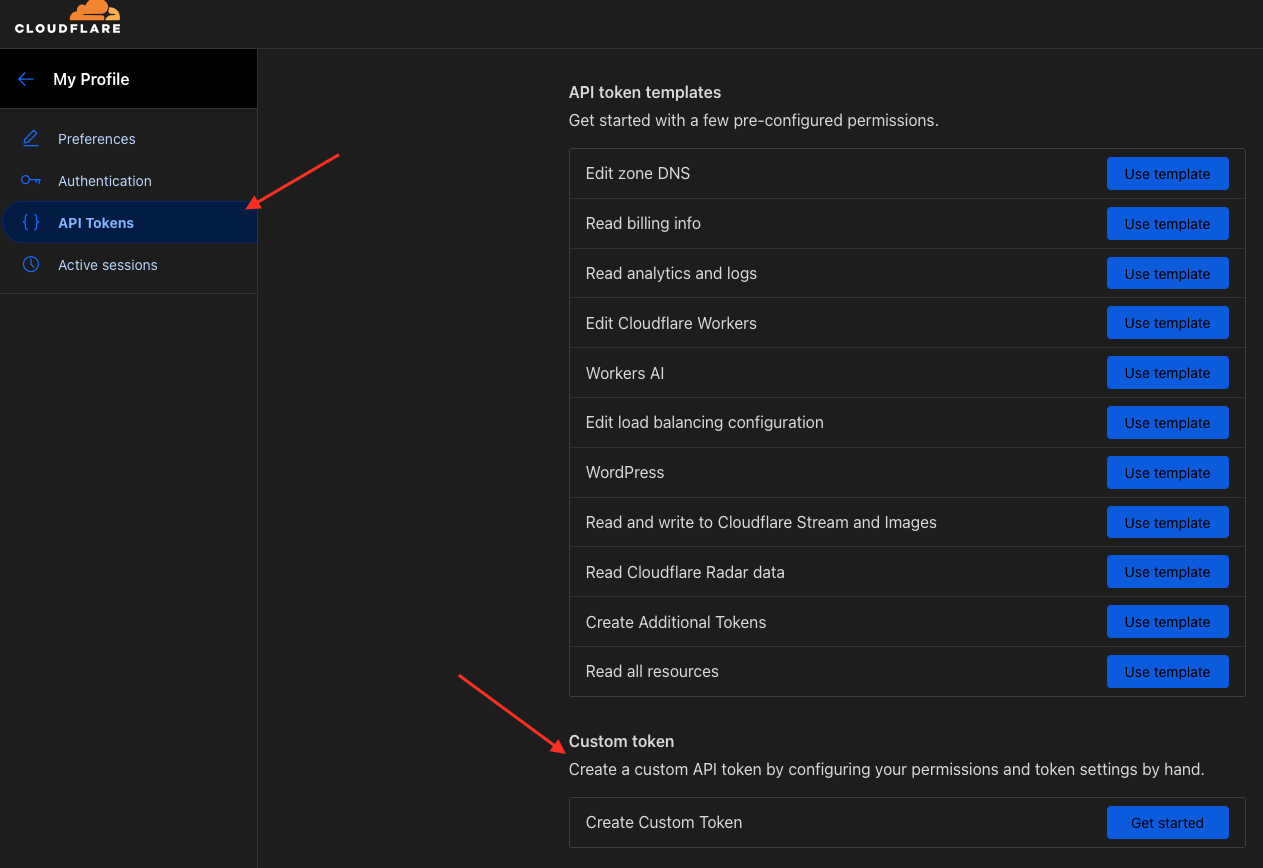 CLOUDFLARE
My Profile
Preferences
Authentication
API Tokens
Active sessions
API token templates
Get started with a few pre-configured permissions.
Edit zone DNS Use template
Read billing info Use template
Read analytics and logs Use template
Edit Cloudflare Workers Use template
Workers AI Use template
Edit load balancing configuration Use template
WordPress Use template
Read and write to Cloudflare Stream and Images Use template
Read Cloudflare Radar data Use template
Create Additional Tokens Use template
Read all resources Use template
Custom token
Create a custom API token by configuring your permissions and token settings by hand.
Create Custom Token Get started